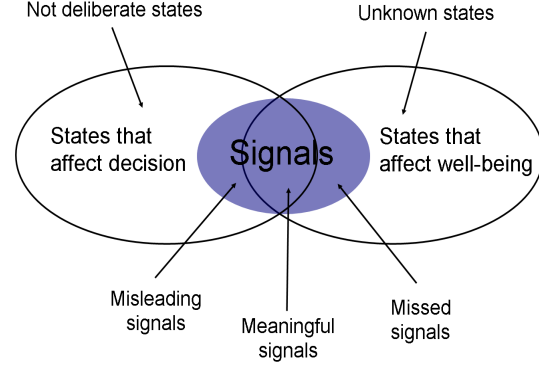 Not deliberate states
Unknown states
States that
affect decision
Signals
States that
affect well-being
Misleading
signals
Meaningful
signals
Missed
signals